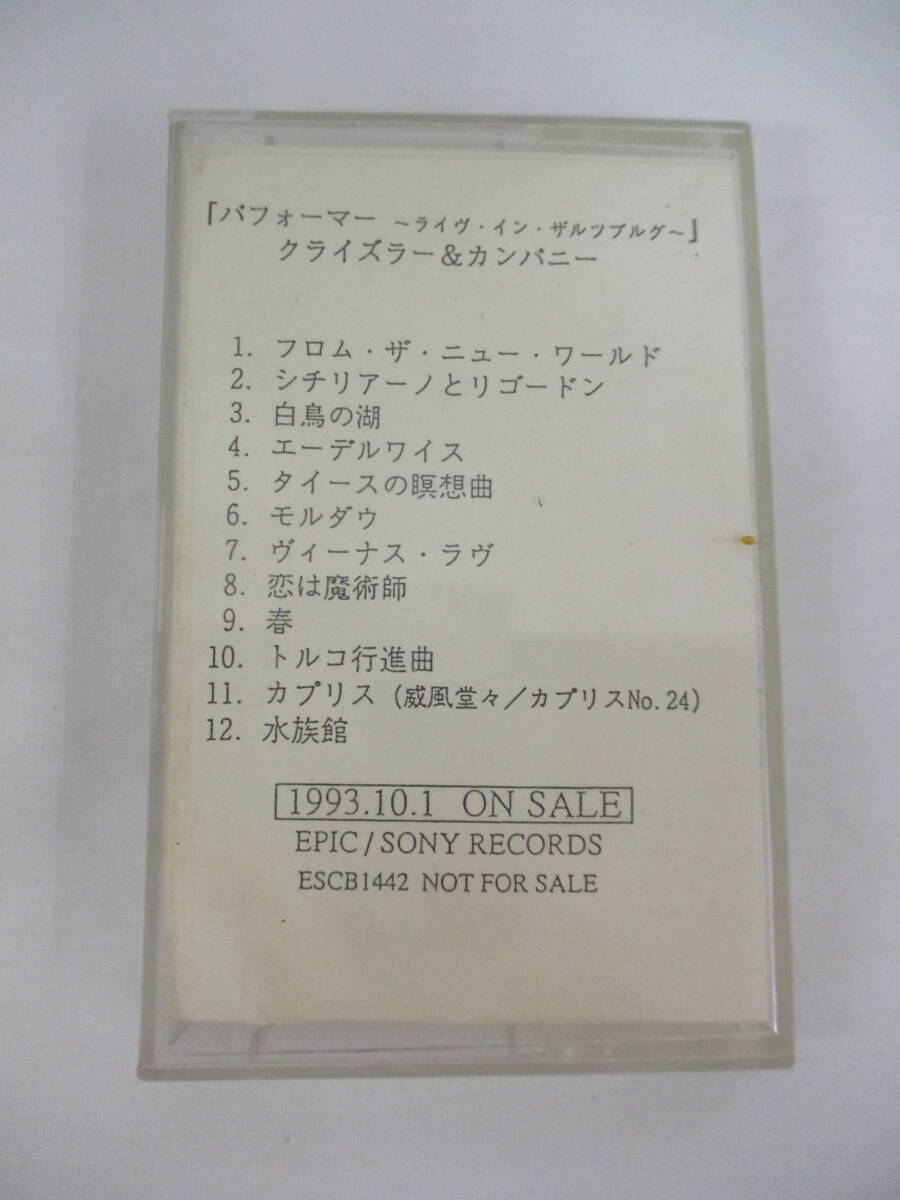 「パフォーマー ～ライヴ・イン・ザルツブルグ～」
クライズラー＆カンパニー
1. フロム・ザ・ニュー・ワールド
2. シチリアーノとリゴードン
3. 白鳥の湖
4. エーデルワイス
5. タイースの瞑想曲
6. モルダウ
7. ヴィーナス・ラヴ
8. 恋は魔術師
9. 春
10. トルコ行進曲
11. カプリス (威風堂々／カプリスNo.24)
12. 水族館
1993.10.1 ON SALE
EPIC/SONY RECORDS
ESCB1442 NOT FOR SALE